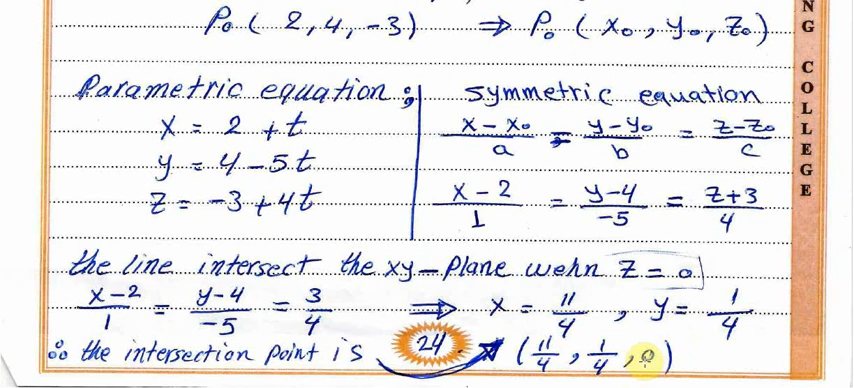 P₀ ( 2, 4, -3 ) ⇒ P₀ ( x₀, y₀, z₀ )
Parametric equation : symmetric equation
x = 2 + t
y = 4 - 5t
z = -3 + 4t
x - x₀ / a = y - y₀ / b = z - z₀ / c
x - 2 / 1 = y - 4 / -5 = z + 3 / 4
the line intersect the xy - Plane wehn z = 0
x - 2 / 1 = y - 4 / -5 = 3 / 4 ⇒ x = 11 / 4 , y = 1 / 4
∴ the intersection point is ( 11/4 , 1/4 , 0 )
24
NG COLLEGE